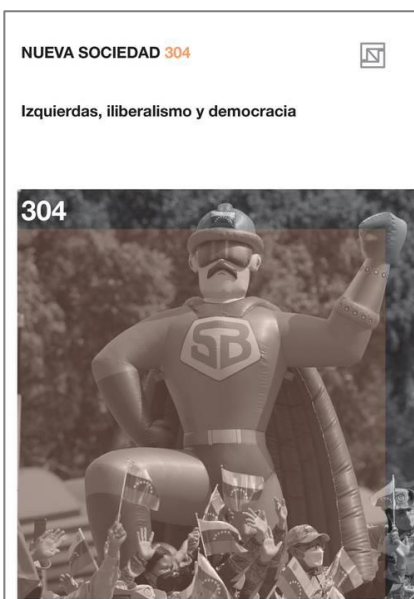 NUEVA SOCIEDAD 304
Izquierdas, iliberalismo y democracia
304
SB